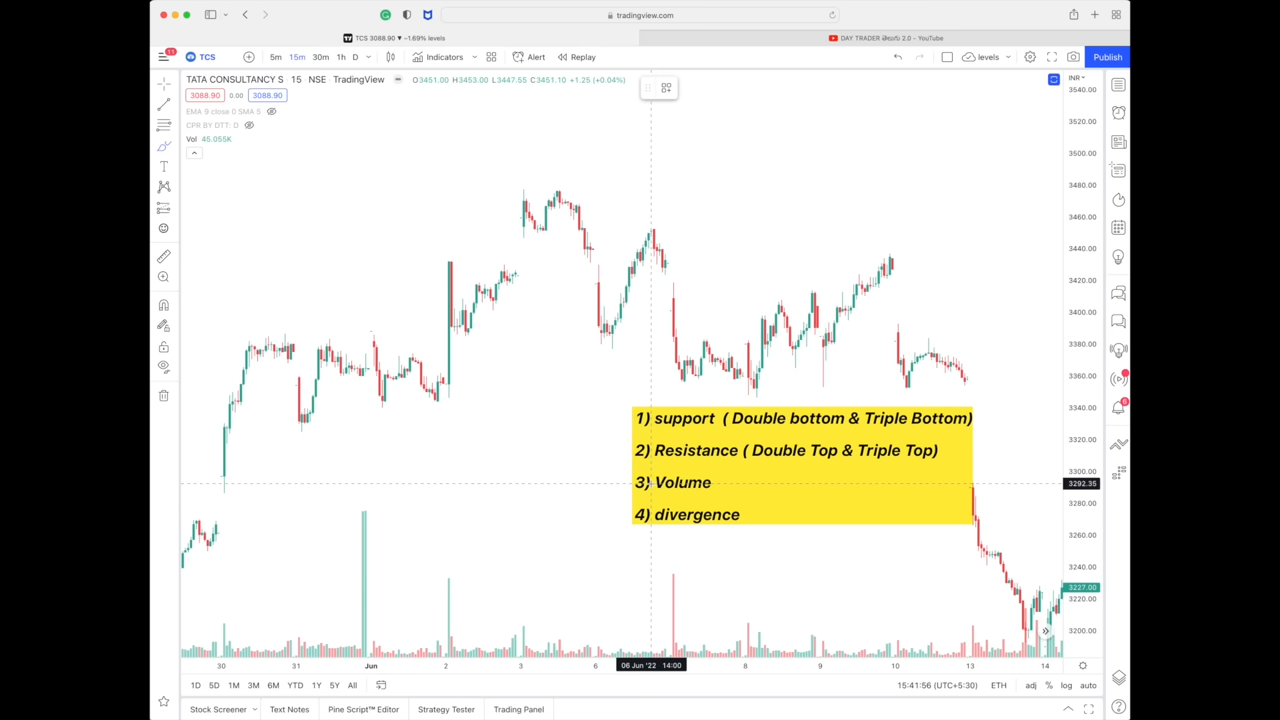 tradingview.com
TCS 3088.90 ▼ −1.69% levels
DAY TRADER తెలుగు - YouTube
11
TCS
5m 15m 30m 1h D
Indicators
Alert
Replay
levels
Publish
TATA CONSULTANCY S · 15 · NSE · TradingView
O3451.00 H3453.00 L3447.55 C3451.10 +1.25 (+0.04%)
INR
3088.90 0.00 3088.90
EMA 9 close 0 SMA 5
CPR BY DTT: D
Vol 45.055K
3540.00
3520.00
3500.00
3480.00
3460.00
3440.00
3420.00
3400.00
3380.00
3360.00
3340.00
3320.00
3300.00
3292.35
3280.00
3260.00
3240.00
3227.00
3220.00
3200.00
1) support ( Double bottom & Triple Bottom)
2) Resistance ( Double Top & Triple Top)
3) Volume
4) divergence
6
30 31 Jun 2 3 6 06 Jun '22 14:00 8 9 10 13 14
1D 5D 1M 3M 6M YTD 1Y 5Y All
15:41:56 (UTC+5:30) ETH adj % log auto
Stock Screener Text Notes Pine Script™ Editor Strategy Tester Trading Panel